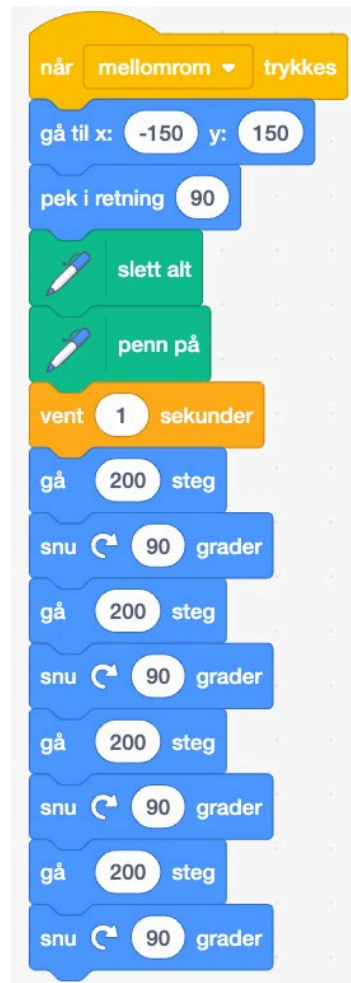 når mellomrom trykkes
gå til x: -150 y: 150
pek i retning 90
slett alt
penn på
vent 1 sekunder
gå 200 steg
snu 90 grader
gå 200 steg
snu 90 grader
gå 200 steg
snu 90 grader
gå 200 steg
snu 90 grader